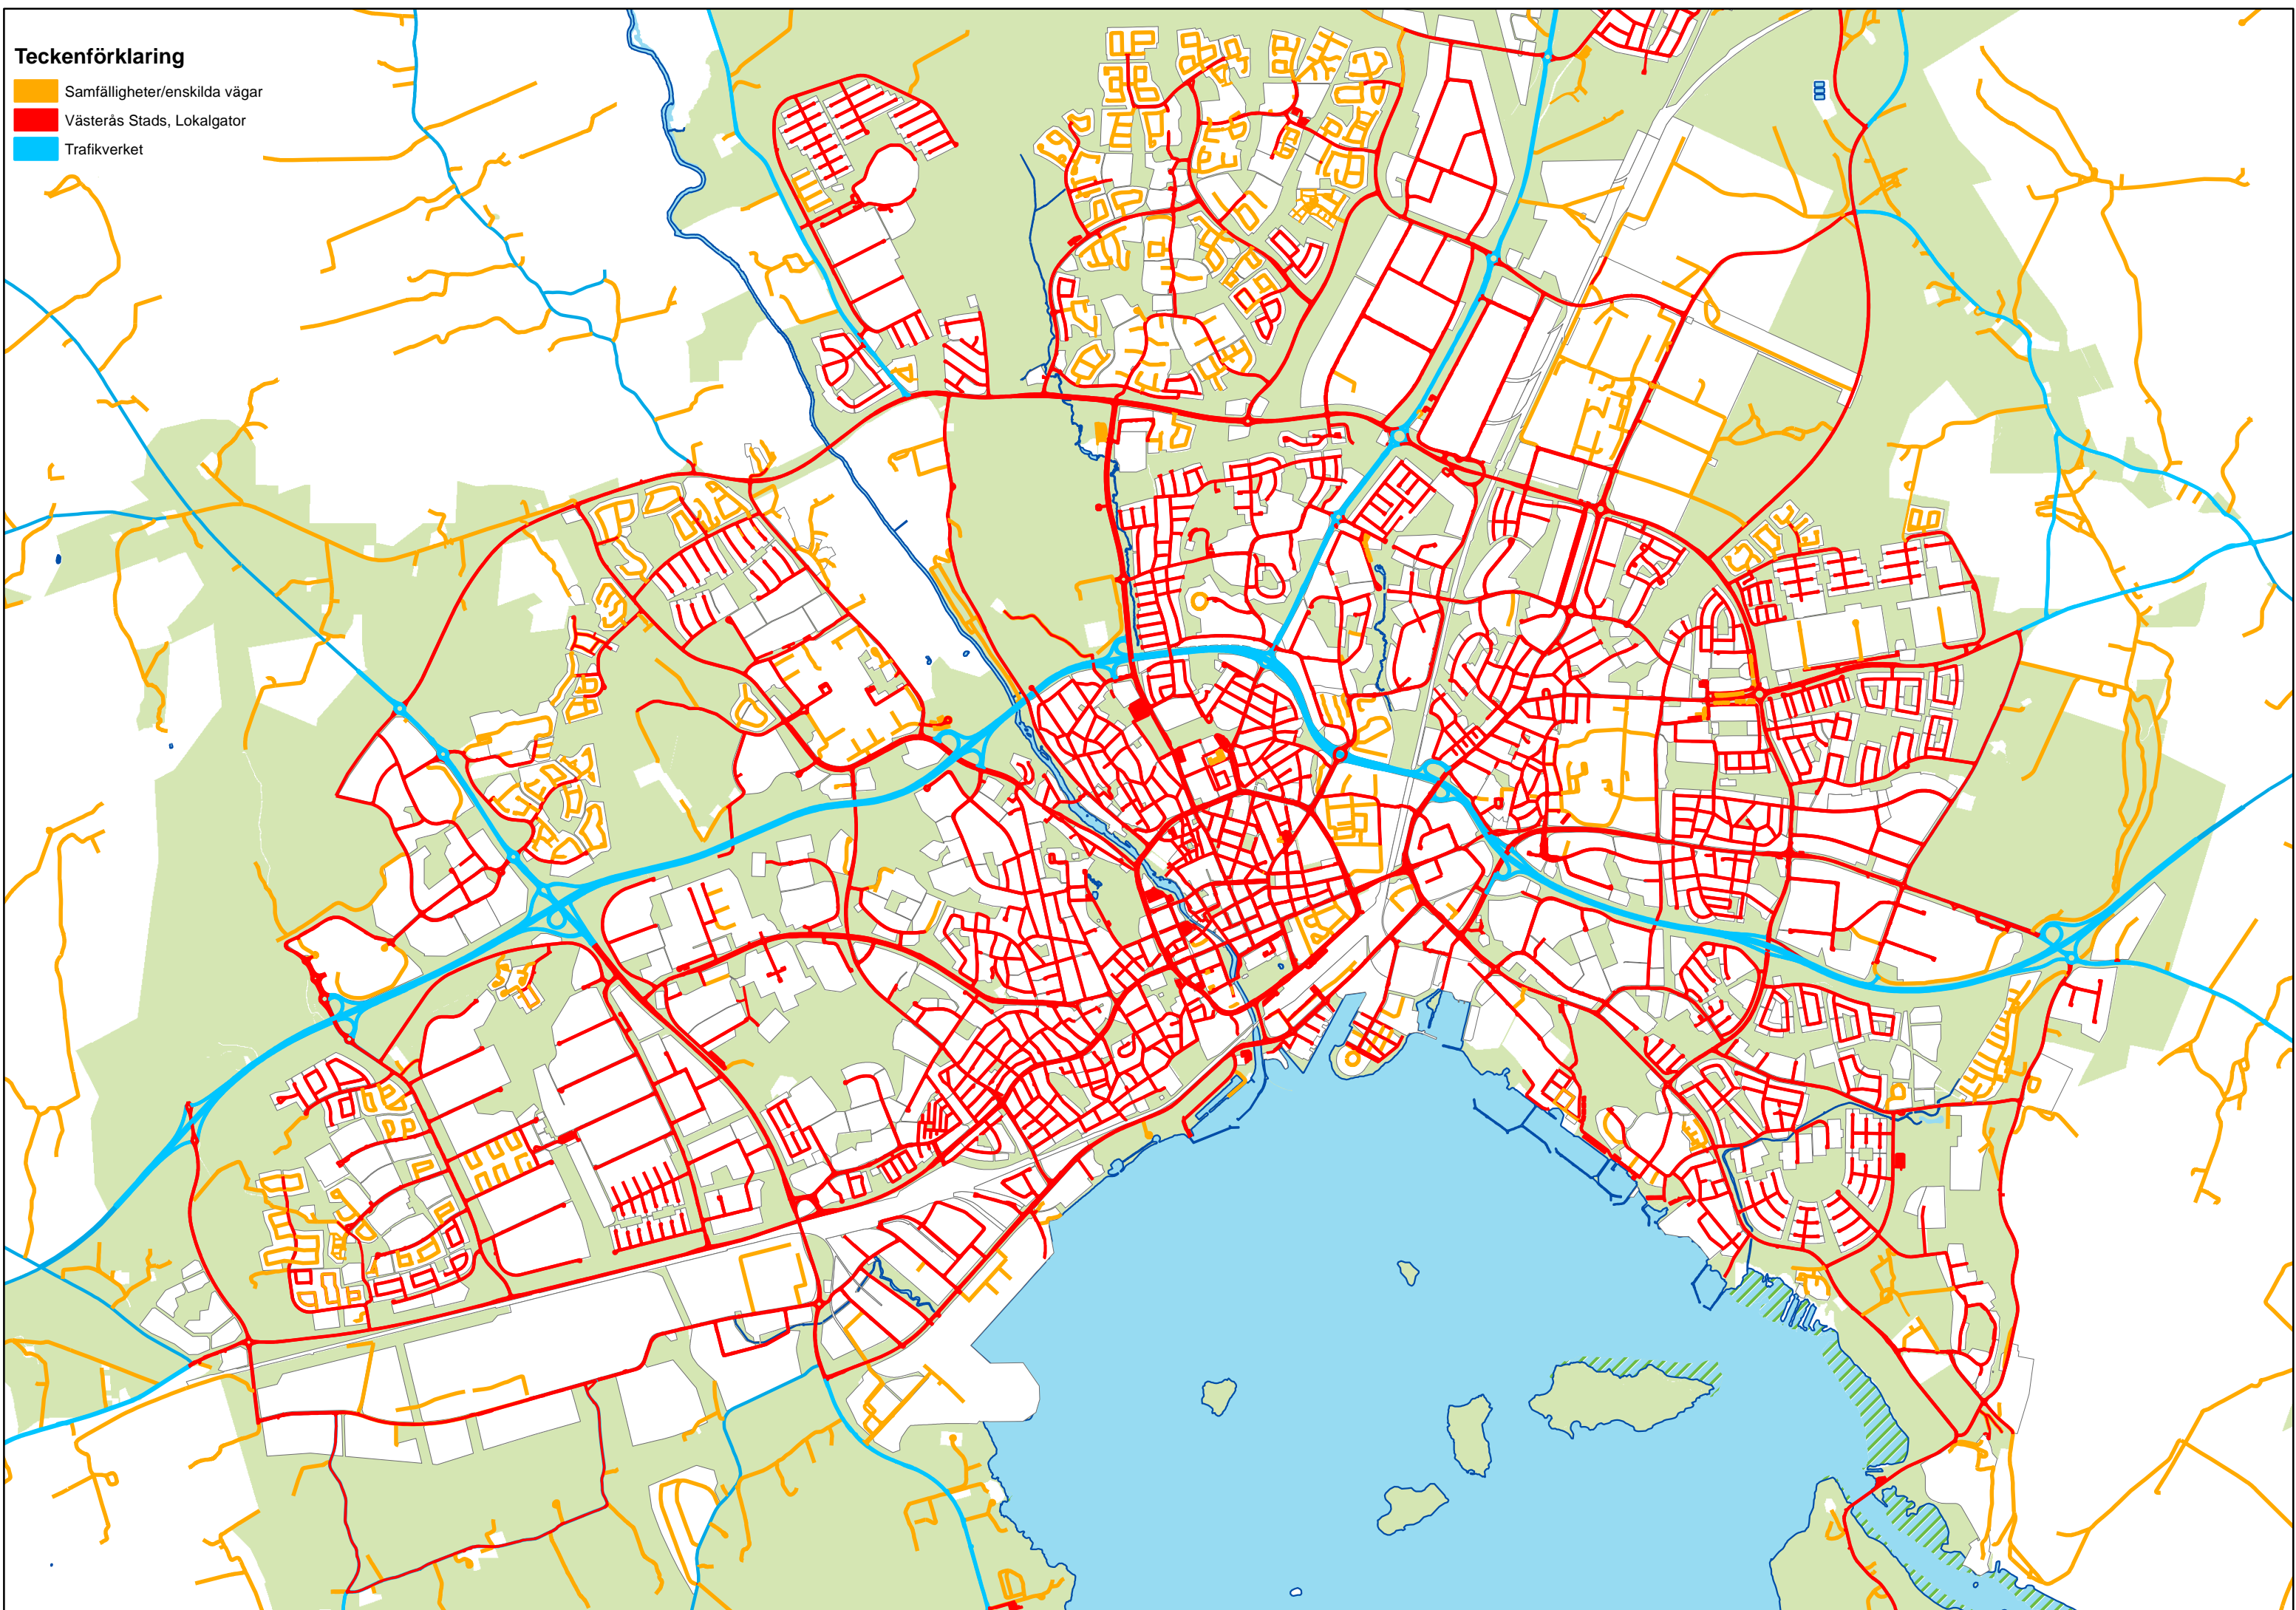 Teckenförklaring
Samfälligheter/enskilda vägar
Västerås Stads, Lokalgator
Trafikverket